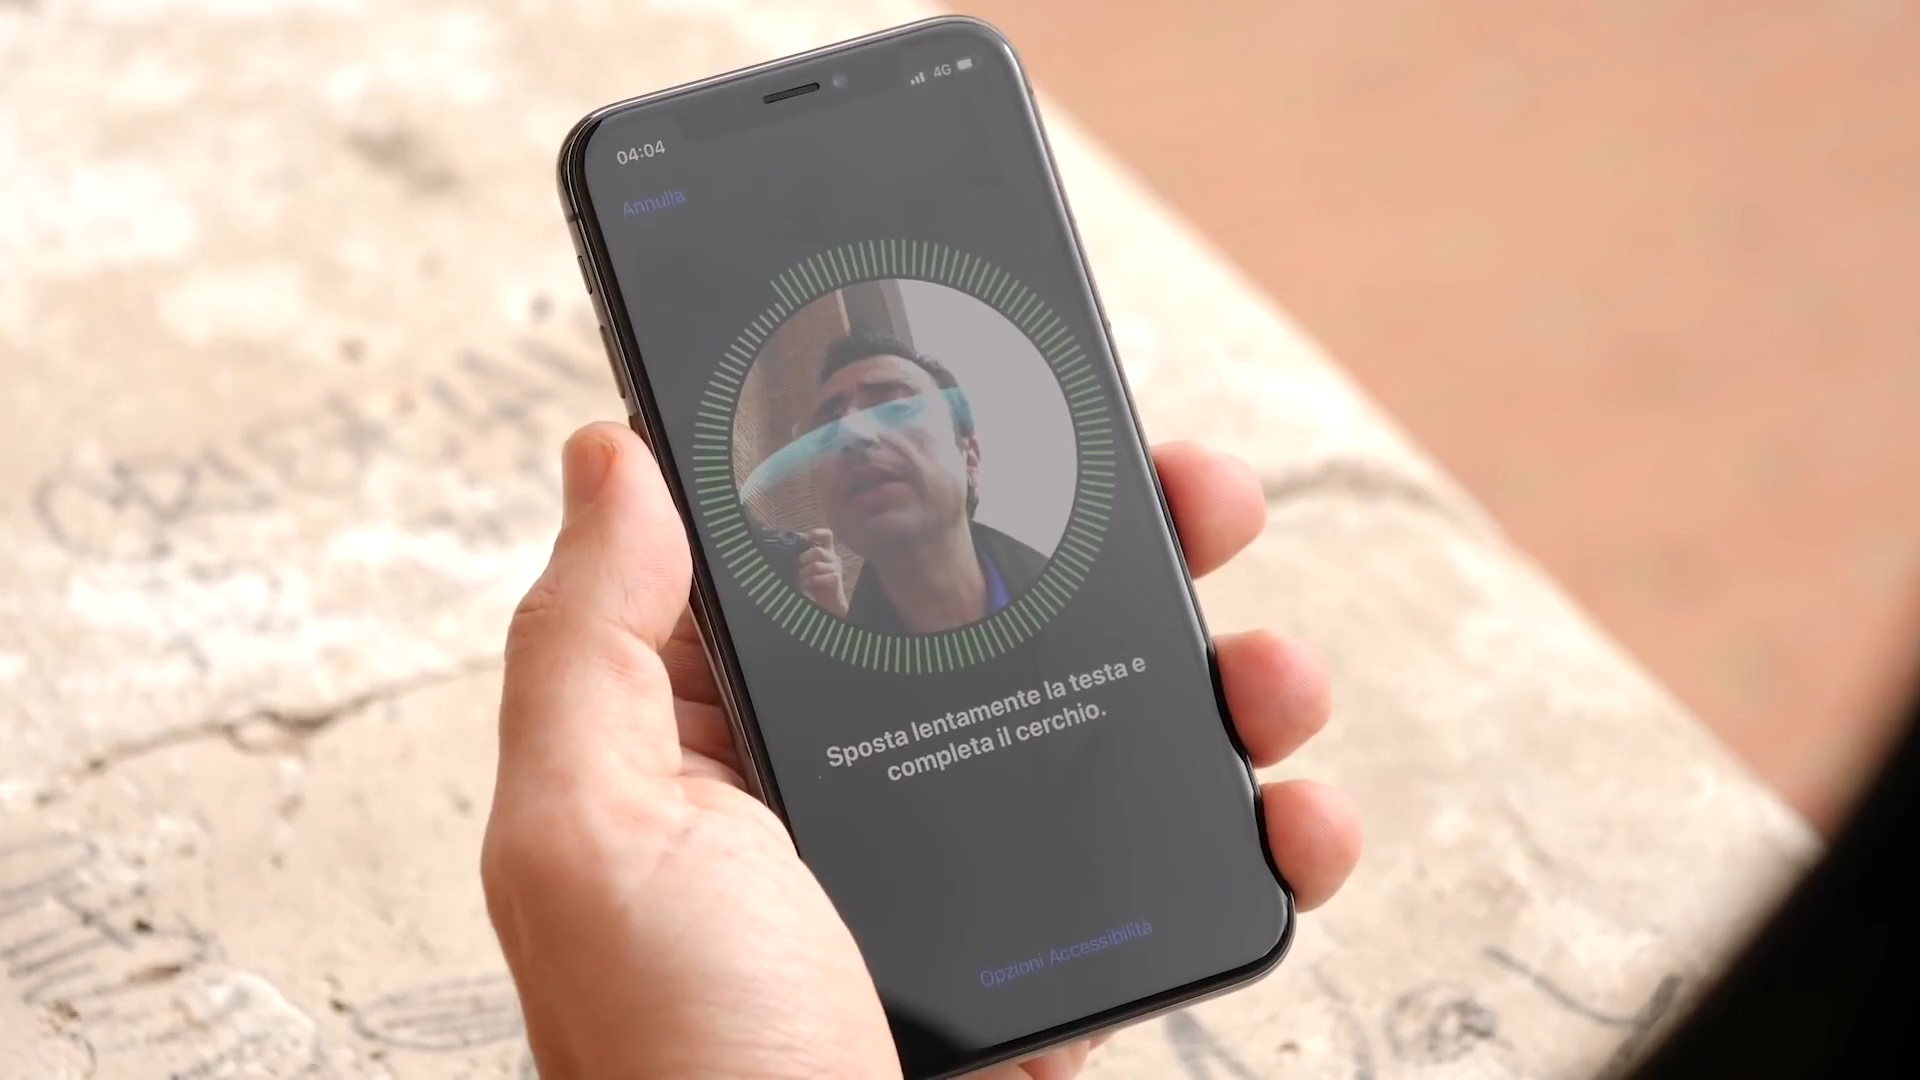 04:04
4G
Annulla
Sposta lentamente la testa e
completa il cerchio.
Opzioni Accessibilità